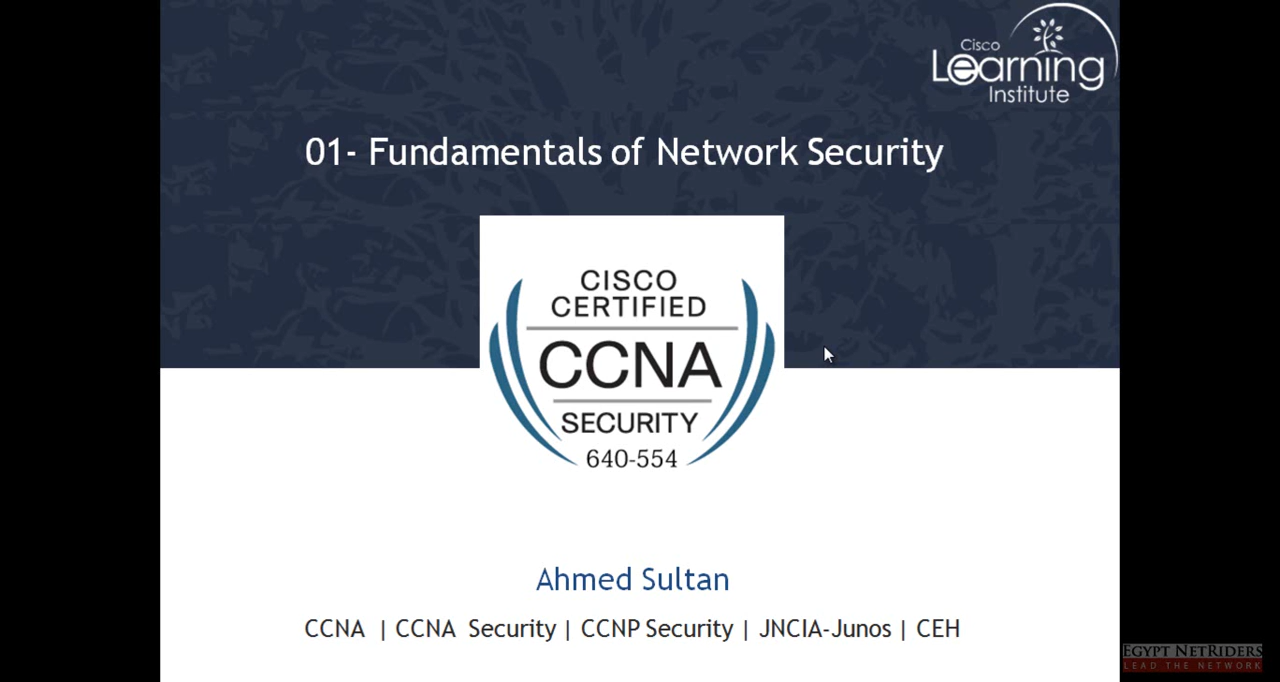 Cisco
Learning
Institute
01- Fundamentals of Network Security
CISCO
CERTIFIED
CCNA
SECURITY
640-554
Ahmed Sultan
CCNA | CCNA Security | CCNP Security | JNCIA-Junos | CEH
EGYPT NETRIDERS
LEAD THE NETWORK